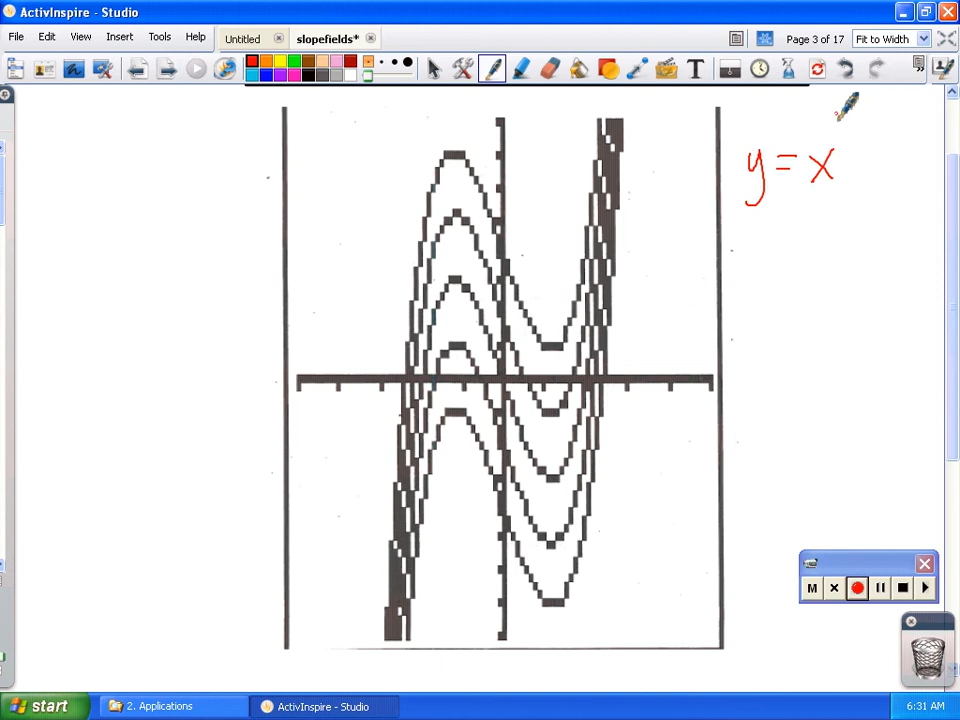 ActivInspire - Studio
File Edit View Insert Tools Help
Untitled
slopefields*
Page 3 of 17
Fit to Width
T
y = x
M
start
2. Applications
ActivInspire - Studio
6:31 AM